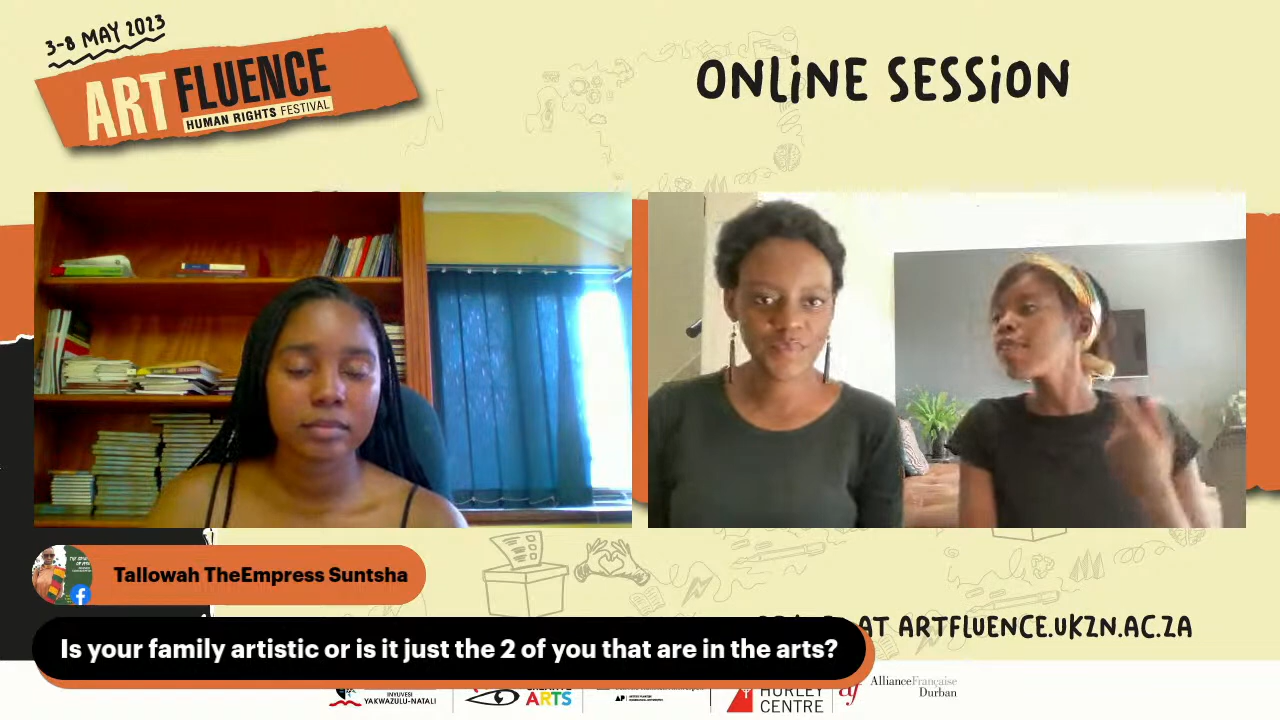 3-8 MAY 2023
ART FLUENCE
HUMAN RIGHTS FESTIVAL
ONLINE SESSION
Tallowah TheEmpress Suntsha
AT ARTFLUENCE.UKZN.AC.ZA
Is your family artistic or is it just the 2 of you that are in the arts?
INYUVESI
YAKWAZULU-NATALI
ARTS
HURLEY
CENTRE
af
AllianceFrançaise
Durban